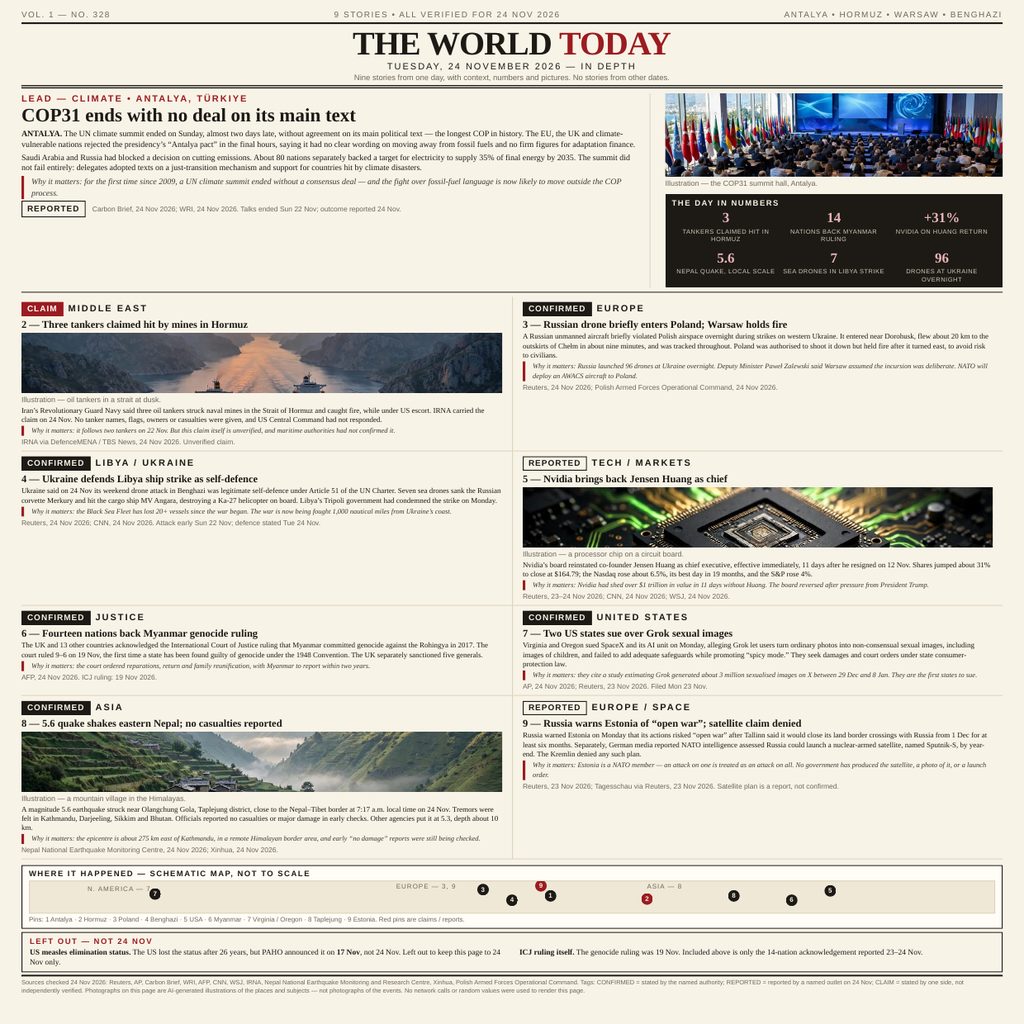 VOL. 1 — NO. 328
9 STORIES • ALL VERIFIED FOR 24 NOV 2026
ANTALYA • HORMUZ • WARSAW • BENGHAZI
THE WORLD TODAY
TUESDAY, 24 NOVEMBER 2026 — IN DEPTH
Nine stories from one day, with context, numbers and pictures. No stories from other dates.
LEAD — CLIMATE • ANTALYA, TÜRKIYE
COP31 ends with no deal on its main text
ANTALYA. The UN climate summit ended on Sunday, almost two days late, without agreement on its main political text — the longest COP in history. The EU, the UK and climate-
vulnerable nations rejected the presidency's “Antalya pact” in the final hours, saying it had no clear wording on moving away from fossil fuels and no firm figures for adaptation finance.
Saudi Arabia and Russia had blocked a decision on cutting emissions. About 80 nations separately backed a target for electricity to supply 35% of final energy by 2035. The summit did
not fail entirely: delegates adopted texts on a just-transition mechanism and support for countries hit by climate disasters.
Why it matters: for the first time since 2009, a UN climate summit ended without a consensus deal — and the fight over fossil-fuel language is now likely to move outside the COP
process.
REPORTED Carbon Brief, 24 Nov 2026; WRI, 24 Nov 2026. Talks ended Sun 22 Nov; outcome reported 24 Nov.
Illustration — the COP31 summit hall, Antalya.
THE DAY IN NUMBERS
3
TANKERS CLAIMED HIT IN
HORMUZ
14
NATIONS BACK MYANMAR
RULING
+31%
NVIDIA ON HUANG RETURN
5.6
NEPAL QUAKE, LOCAL SCALE
7
SEA DRONES IN LIBYA STRIKE
96
DRONES AT UKRAINE
OVERNIGHT
CLAIM MIDDLE EAST
2 — Three tankers claimed hit by mines in Hormuz
Illustration — oil tankers in a strait at dusk.
Iran's Revolutionary Guard Navy said three oil tankers struck naval mines in the Strait of Hormuz and caught fire, while under US escort. IRNA carried the
claim on 24 Nov. No tanker names, flags, owners or casualties were given, and US Central Command had not responded.
Why it matters: it follows two tankers on 22 Nov. But this claim itself is unverified, and maritime authorities had not confirmed it.
IRNA via DefenceMENA / TBS News, 24 Nov 2026. Unverified claim.
CONFIRMED EUROPE
3 — Russian drone briefly enters Poland; Warsaw holds fire
A Russian unmanned aircraft briefly violated Polish airspace overnight during strikes on western Ukraine. It entered near Dorohusk, flew about 20 km to the
outskirts of Chełm in about nine minutes, and was tracked throughout. Poland was authorised to shoot it down but held fire after it turned east, to avoid risk
to civilians.
Why it matters: Russia launched 96 drones at Ukraine overnight. Deputy Minister Paweł Zalewski said Warsaw assumed the incursion was deliberate. NATO will
deploy an AWACS aircraft to Poland.
Reuters, 24 Nov 2026; Polish Armed Forces Operational Command, 24 Nov 2026.
CONFIRMED LIBYA / UKRAINE
4 — Ukraine defends Libya ship strike as self-defence
Ukraine said on 24 Nov its weekend drone attack in Benghazi was legitimate self-defence under Article 51 of the UN Charter. Seven sea drones sank the Russian
corvette Merkury and hit the cargo ship MV Angara, destroying a Ka-27 helicopter on board. Libya's Tripoli government had condemned the strike on Monday.
Why it matters: the Black Sea Fleet has lost 20+ vessels since the war began. The war is now being fought 1,000 nautical miles from Ukraine's coast.
Reuters, 24 Nov 2026; CNN, 24 Nov 2026. Attack early Sun 22 Nov; defence stated Tue 24 Nov.
REPORTED TECH / MARKETS
5 — Nvidia brings back Jensen Huang as chief
Illustration — a processor chip on a circuit board.
Nvidia's board reinstated co-founder Jensen Huang as chief executive, effective immediately, 11 days after he resigned on 12 Nov. Shares jumped about 31%
to close at $164.79; the Nasdaq rose about 6.5%, its best day in 19 months, and the S&P rose 4%.
Why it matters: Nvidia had shed over $1 trillion in value in 11 days without Huang. The board reversed after pressure from President Trump.
Reuters, 23–24 Nov 2026; CNN, 24 Nov 2026; WSJ, 24 Nov 2026.
CONFIRMED JUSTICE
6 — Fourteen nations back Myanmar genocide ruling
The UK and 13 other countries acknowledged the International Court of Justice ruling that Myanmar committed genocide against the Rohingya in 2017. The
court ruled 9–6 on 19 Nov, the first time a state has been found guilty of genocide under the 1948 Convention. The UK separately sanctioned five generals.
Why it matters: the court ordered reparations, return and family reunification, with Myanmar to report within two years.
AFP, 24 Nov 2026. ICJ ruling: 19 Nov 2026.
CONFIRMED UNITED STATES
7 — Two US states sue over Grok sexual images
Virginia and Oregon sued SpaceX and its AI unit on Monday, alleging Grok let users turn ordinary photos into non-consensual sexual images, including
images of children, and failed to add adequate safeguards while promoting “spicy mode.” They seek damages and court orders under state consumer-
protection law.
Why it matters: they cite a study estimating Grok generated about 3 million sexualised images on X between 29 Dec and 8 Jan. They are the first states to sue.
AP, 24 Nov 2026; Reuters, 23 Nov 2026. Filed Mon 23 Nov.
CONFIRMED ASIA
8 — 5.6 quake shakes eastern Nepal; no casualties reported
Illustration — a mountain village in the Himalayas.
A magnitude 5.6 earthquake struck near Olangchung Gola, Taplejung district, close to the Nepal–Tibet border at 7:17 a.m. local time on 24 Nov. Tremors were
felt in Kathmandu, Darjeeling, Sikkim and Bhutan. Officials reported no casualties or major damage in early checks. Other agencies put it at 5.3, depth about 10
km.
Why it matters: the epicentre is about 275 km east of Kathmandu, in a remote Himalayan border area, and early “no damage” reports were still being checked.
Nepal National Earthquake Monitoring Centre, 24 Nov 2026; Xinhua, 24 Nov 2026.
REPORTED EUROPE / SPACE
9 — Russia warns Estonia of “open war”; satellite claim denied
Russia warned Estonia on Monday that its actions risked “open war” after Tallinn said it would close its land border crossings with Russia from 1 Dec for at
least six months. Separately, German media reported NATO intelligence assessed Russia could launch a nuclear-armed satellite, named Sputnik-S, by year-
end. The Kremlin denied any such plan.
Why it matters: Estonia is a NATO member — an attack on one is treated as an attack on all. No government has produced the satellite, a photo of it, or a launch
order.
Reuters, 23 Nov 2026; Tagesschau via Reuters, 23 Nov 2026. Satellite plan is a report, not confirmed.
WHERE IT HAPPENED — SCHEMATIC MAP, NOT TO SCALE
N. AMERICA — 7
EUROPE — 3, 9
ASIA — 8
7
3
4
9
1
2
8
6
5
Pins: 1 Antalya · 2 Hormuz · 3 Poland · 4 Benghazi · 5 USA · 6 Myanmar · 7 Virginia / Oregon · 8 Taplejung · 9 Estonia. Red pins are claims / reports.
LEFT OUT — NOT 24 NOV
US measles elimination status. The US lost the status after 26 years, but PAHO announced it on 17 Nov, not 24 Nov. Left out to keep this page to 24
Nov only.
ICJ ruling itself. The genocide ruling was 19 Nov. Included above is only the 14-nation acknowledgement reported 23–24 Nov.
Sources checked 24 Nov 2026: Reuters, AP, Carbon Brief, WRI, AFP, CNN, WSJ, IRNA, Nepal National Earthquake Monitoring and Research Centre, Xinhua, Polish Armed Forces Operational Command. Tags: CONFIRMED = stated by the named authority; REPORTED = reported by a named outlet on 24 Nov; CLAIM = stated by one side, not
independently verified. Photographs on this page are AI-generated illustrations of the places and subjects — not photographs of the events. No network calls or random values were used to render this page.